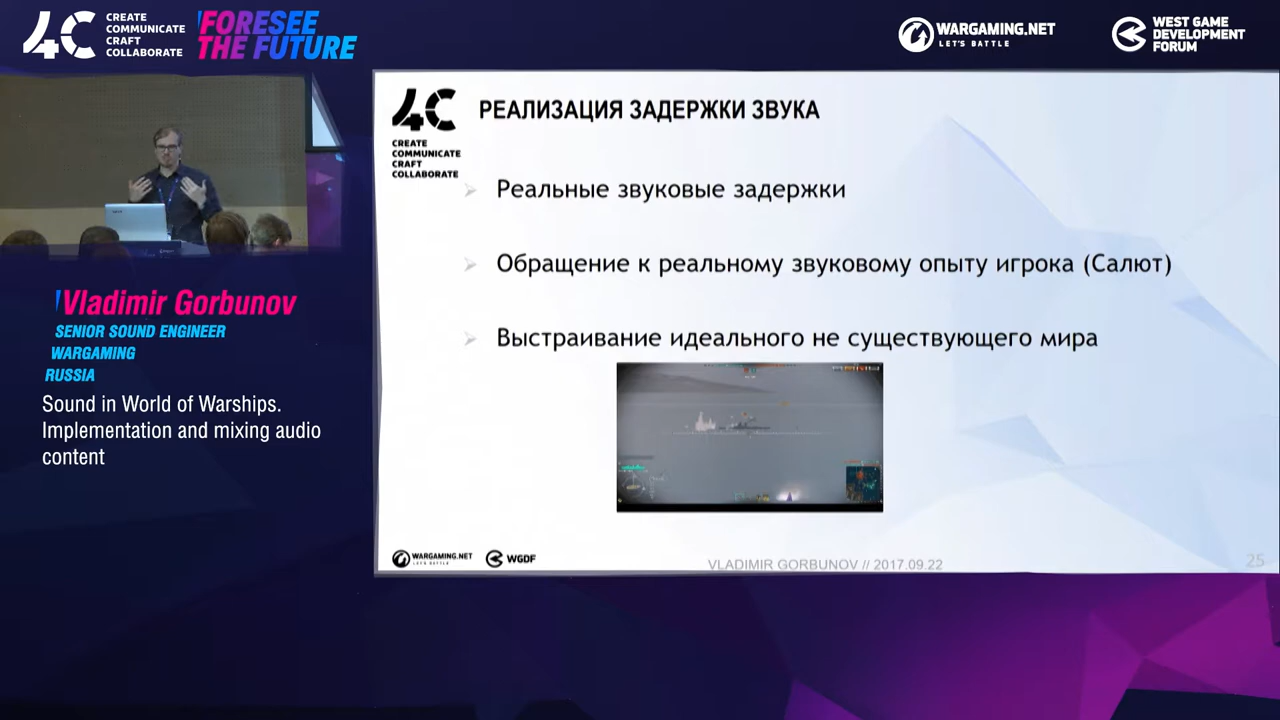 4C
CREATE
COMMUNICATE
CRAFT
COLLABORATE
FORESEE
THE FUTURE
WARGAMING.NET
LET'S BATTLE
WEST GAME
DEVELOPMENT
FORUM
4C
CREATE
COMMUNICATE
CRAFT
COLLABORATE
РЕАЛИЗАЦИЯ ЗАДЕРЖКИ ЗВУКА
Реальные звуковые задержки
Обращение к реальному звуковому опыту игрока (Салют)
Выстраивание идеального не существующего мира
WARGAMING.NET
LET'S BATTLE
WGDF
VLADIMIR GORBUNOV // 2017.09.22
25
Vladimir Gorbunov
SENIOR SOUND ENGINEER
WARGAMING
RUSSIA
Sound in World of Warships.
Implementation and mixing audio
content